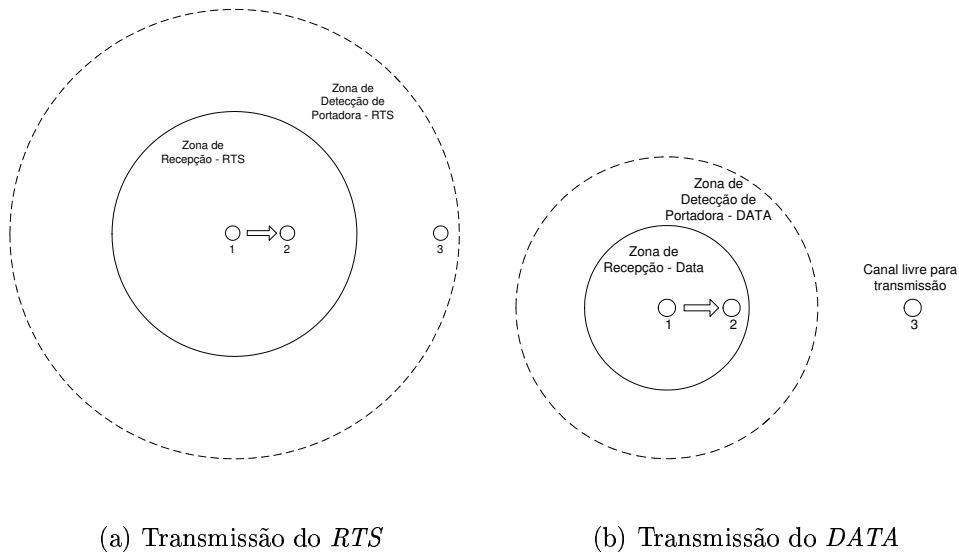 Zona de
Detecção de
Portadora - RTS
Zona de
Recepção - RTS
1
2
3
(a) Transmissão do RTS
Zona de
Detecção de
Portadora - DATA
Zona de
Recepção - Data
1
2
Canal livre para
transmissão
3
(b) Transmissão do DATA